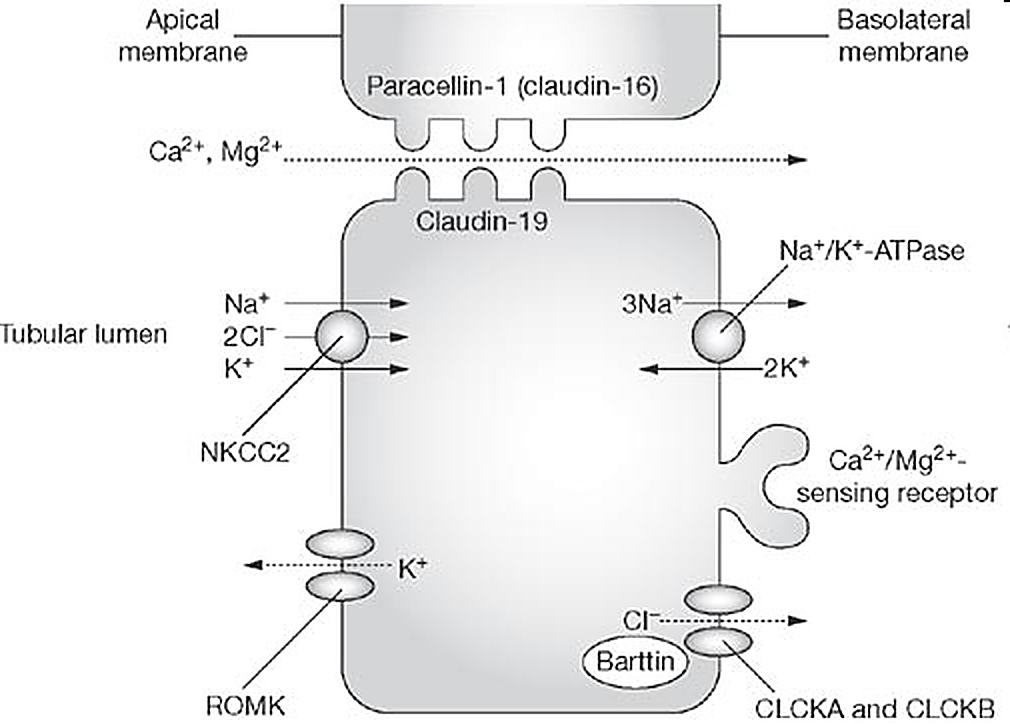 Apical
membrane
Basolateral
membrane
Paracellin-1 (claudin-16)
Ca²⁺, Mg²⁺
Claudin-19
Na⁺/K⁺-ATPase
Na⁺
3Na⁺
Tubular lumen
2Cl⁻
K⁺
2K⁺
NKCC2
Ca²⁺/Mg²⁺-
sensing receptor
K⁺
Cl⁻
Barttin
ROMK
CLCKA and CLCKB